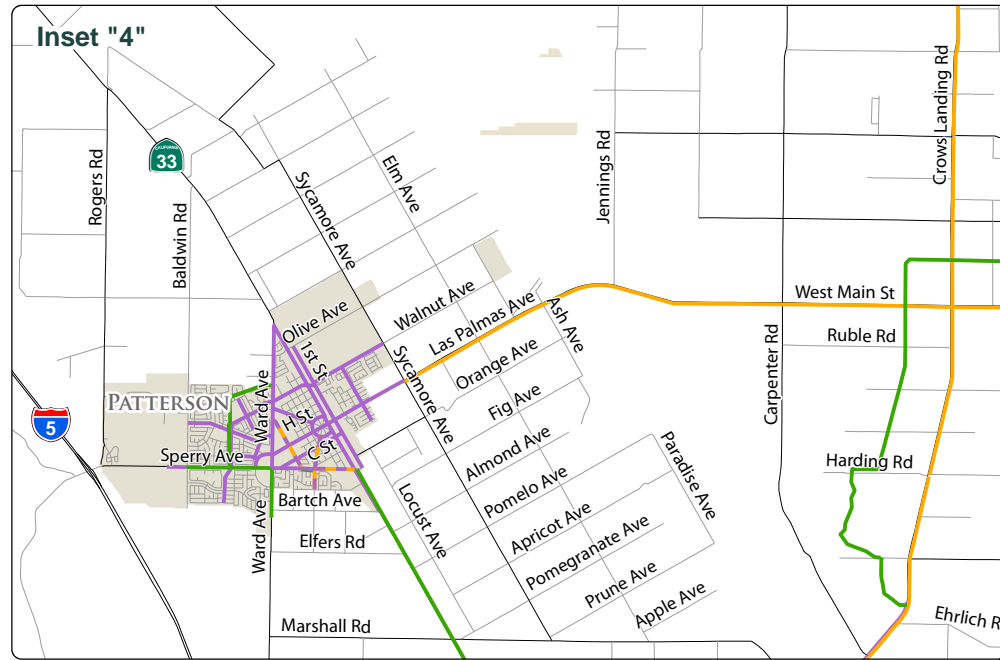 Inset "4"
CALIFORNIA
33
Rogers Rd
Baldwin Rd
Sycamore Ave
Elm Ave
Jennings Rd
Crows Landing Rd
Olive Ave
Walnut Ave
Las Palmas Ave
Ash Ave
West Main St
Ruble Rd
Carpenter Rd
1st St
Orange Ave
Sycamore Ave
Fig Ave
PATTERSON
Ward Ave
H St
C St
5
Sperry Ave
Almond Ave
Paradise Ave
Harding Rd
Pomelo Ave
Bartch Ave
Locust Ave
Apricot Ave
Ward Ave
Elfers Rd
Pomegranate Ave
Prune Ave
Apple Ave
Marshall Rd
Ehrlich R